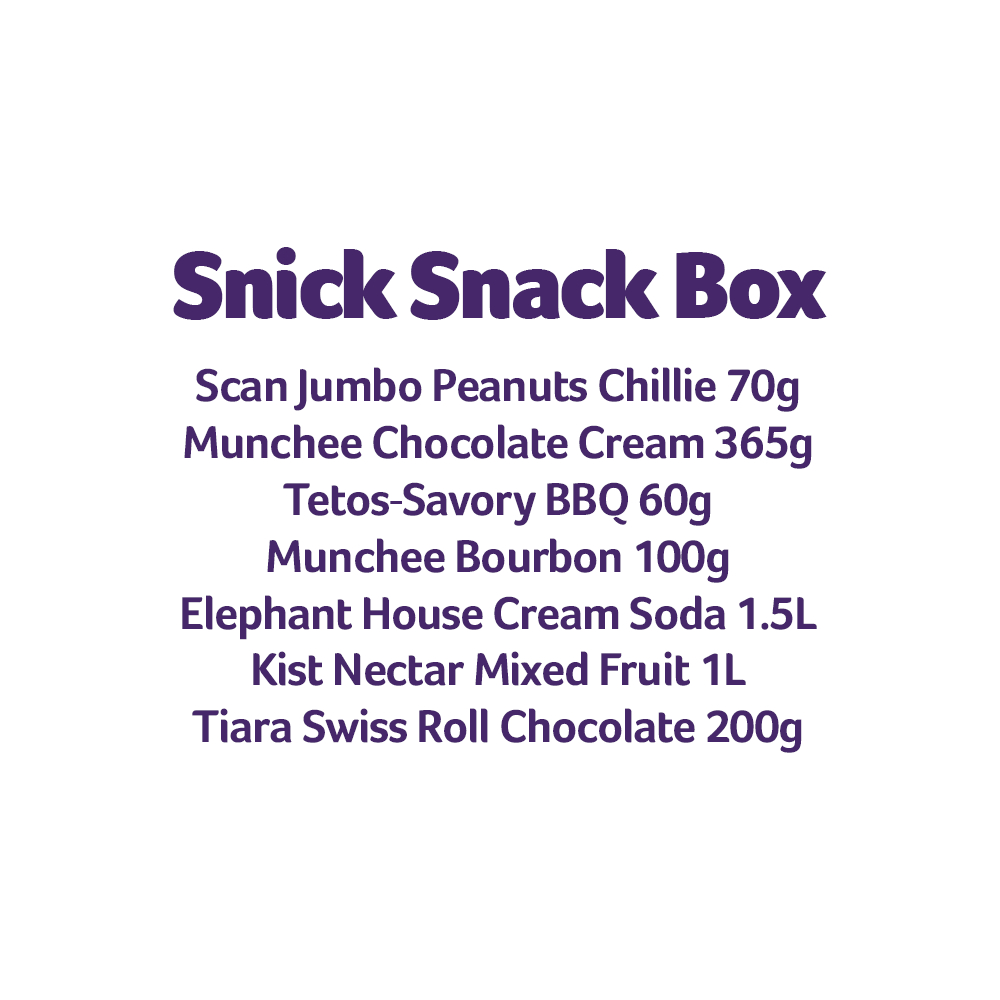 Snick Snack Box
Scan Jumbo Peanuts Chillie 70g
Munchee Chocolate Cream 365g
Tetos-Savory BBQ 60g
Munchee Bourbon 100g
Elephant House Cream Soda 1.5L
Kist Nectar Mixed Fruit 1L
Tiara Swiss Roll Chocolate 200g